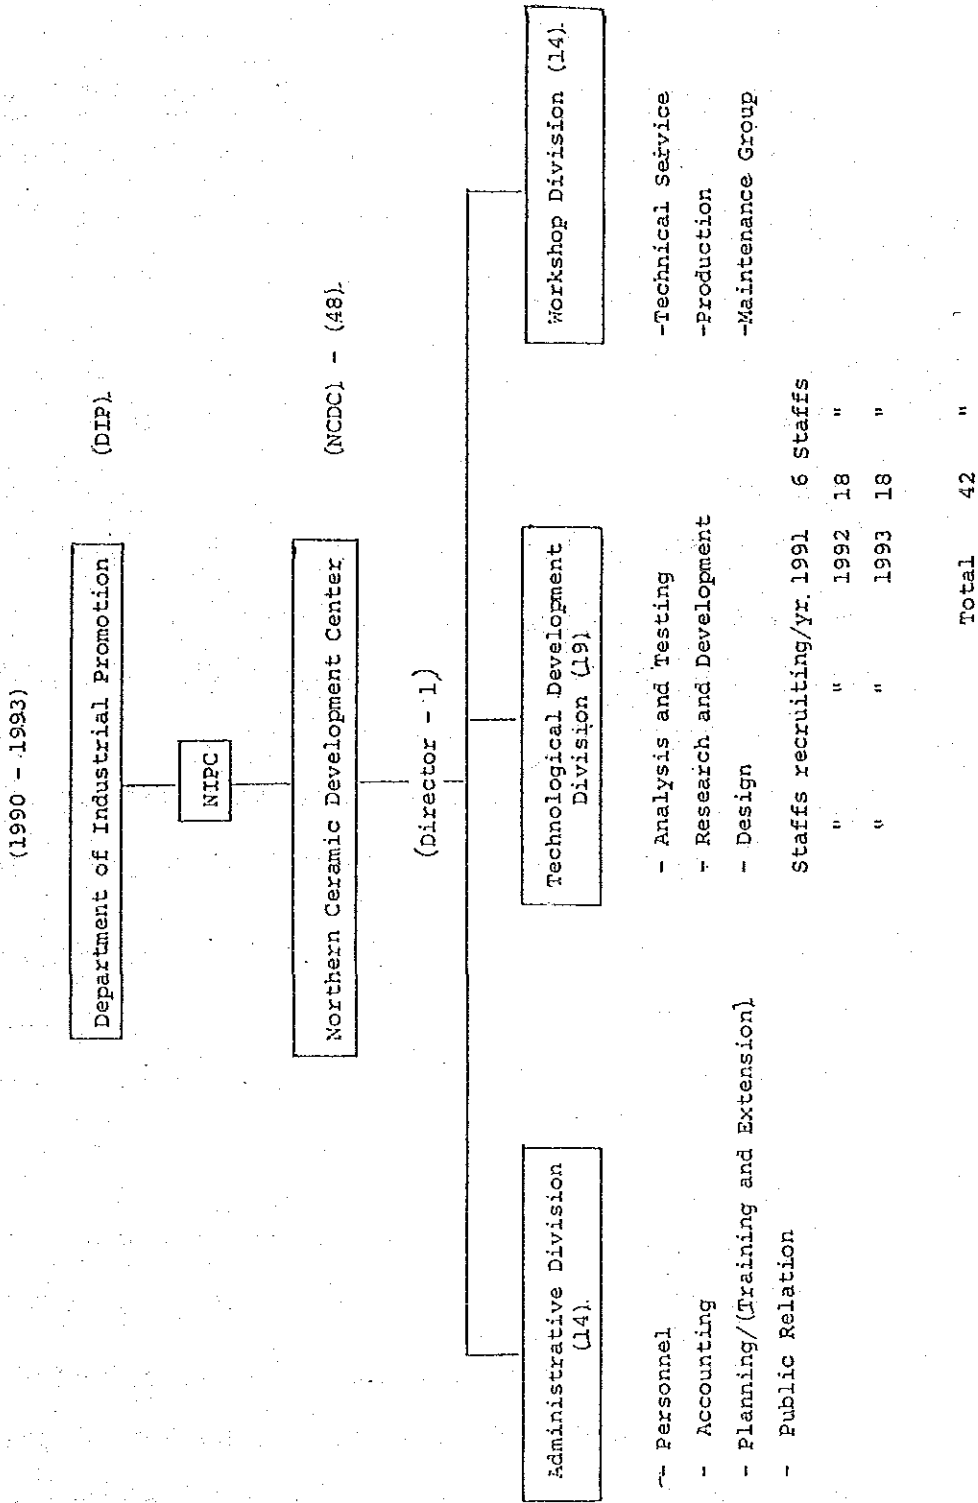 (1990 - 1993)
Department of Industrial Promotion (DIP)
NIPC
Northern Ceramic Development Center (NCDC) - (48)
(Director - 1)
Administrative Division
(14)
- Personnel
- Accounting
- Planning/(Training and Extension)
- Public Relation
Technological Development
Division (19)
- Analysis and Testing
- Research and Development
- Design
Workshop Division (14)
-Technical service
-Production
-Maintenance Group
Staffs recruiting/yr. 1991 6 staffs
" " 1992 18 "
" " 1993 18 "
Total 42 "